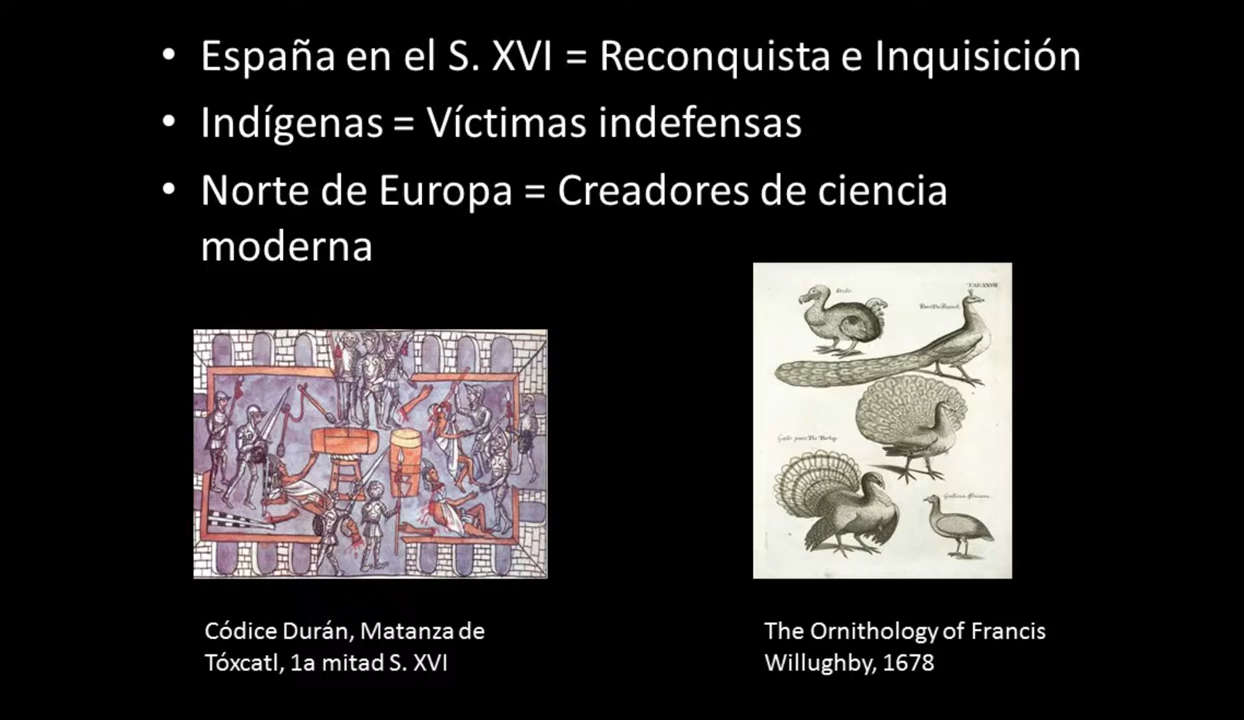 • España en el S. XVI = Reconquista e Inquisición
• Indígenas = Víctimas indefensas
• Norte de Europa = Creadores de ciencia
moderna
Códice Durán, Matanza de
Tóxcatl, 1a mitad S. XVI
The Ornithology of Francis
Willughby, 1678